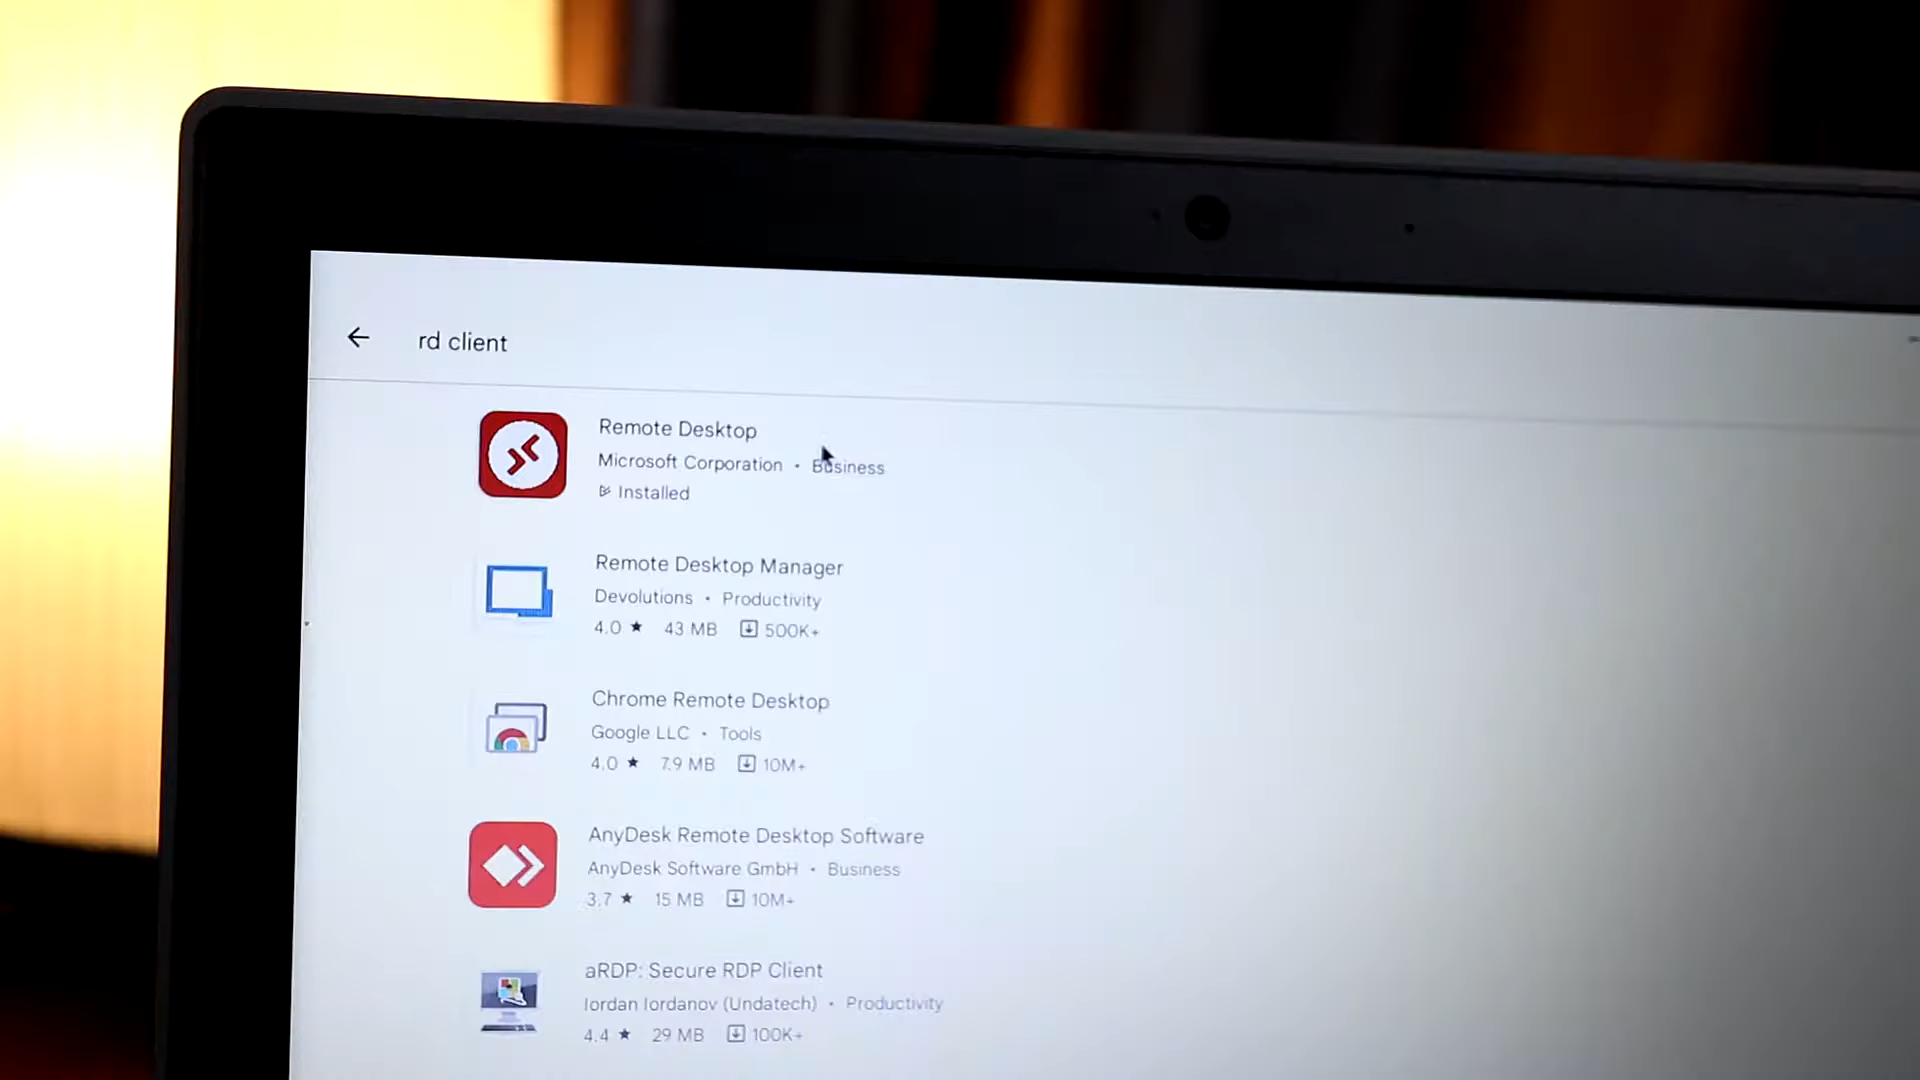 rd client
Remote Desktop
Microsoft Corporation • Business
Installed
Remote Desktop Manager
Devolutions • Productivity
4.0 ★ 43 MB 500K+
Chrome Remote Desktop
Google LLC • Tools
4.0 ★ 7.9 MB 10M+
AnyDesk Remote Desktop Software
AnyDesk Software GmbH • Business
3.7 ★ 15 MB 10M+
aRDP: Secure RDP Client
Iordan Iordanov (Undatech) • Productivity
4.4 ★ 29 MB 100K+